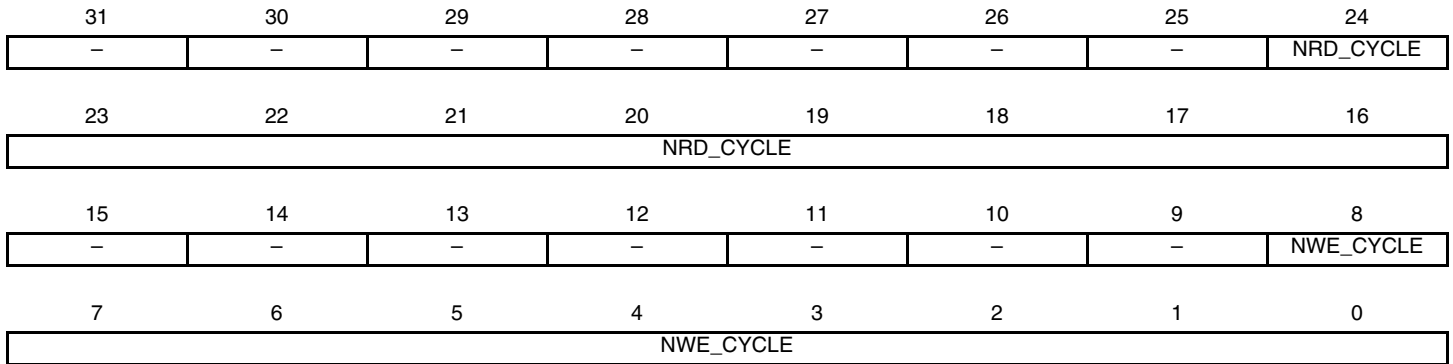 31 30 29 28 27 26 25 24
– – – – – – – NRD_CYCLE
23 22 21 20 19 18 17 16
NRD_CYCLE
15 14 13 12 11 10 9 8
– – – – – – – NWE_CYCLE
7 6 5 4 3 2 1 0
NWE_CYCLE